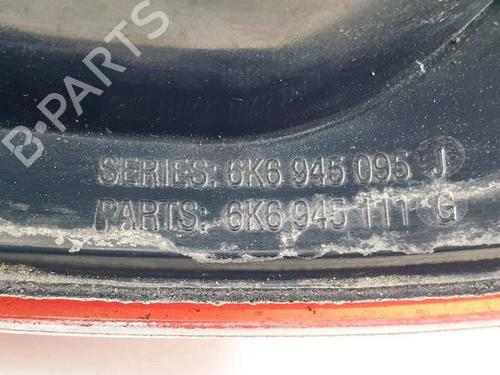 B-PARTS
SERIES: 6K6 945 095 J
PARTS: 6K6 945 111 G